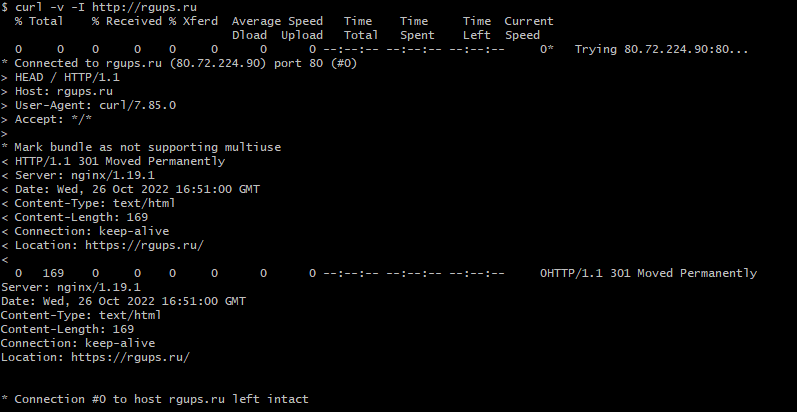 $ curl -v -I http://rgups.ru
  % Total    % Received % Xferd  Average Speed   Time    Time     Time  Current
                                 Dload  Upload   Total   Spent    Left  Speed
  0     0    0     0    0     0      0      0 --:--:-- --:--:-- --:--:--     0*   Trying 80.72.224.90:80...
* Connected to rgups.ru (80.72.224.90) port 80 (#0)
> HEAD / HTTP/1.1
> Host: rgups.ru
> User-Agent: curl/7.85.0
> Accept: */*
>
* Mark bundle as not supporting multiuse
< HTTP/1.1 301 Moved Permanently
< Server: nginx/1.19.1
< Date: Wed, 26 Oct 2022 16:51:00 GMT
< Content-Type: text/html
< Content-Length: 169
< Connection: keep-alive
< Location: https://rgups.ru/
<
  0   169    0     0    0     0      0      0 --:--:-- --:--:-- --:--:--     0HTTP/1.1 301 Moved Permanently
Server: nginx/1.19.1
Date: Wed, 26 Oct 2022 16:51:00 GMT
Content-Type: text/html
Content-Length: 169
Connection: keep-alive
Location: https://rgups.ru/
* Connection #0 to host rgups.ru left intact